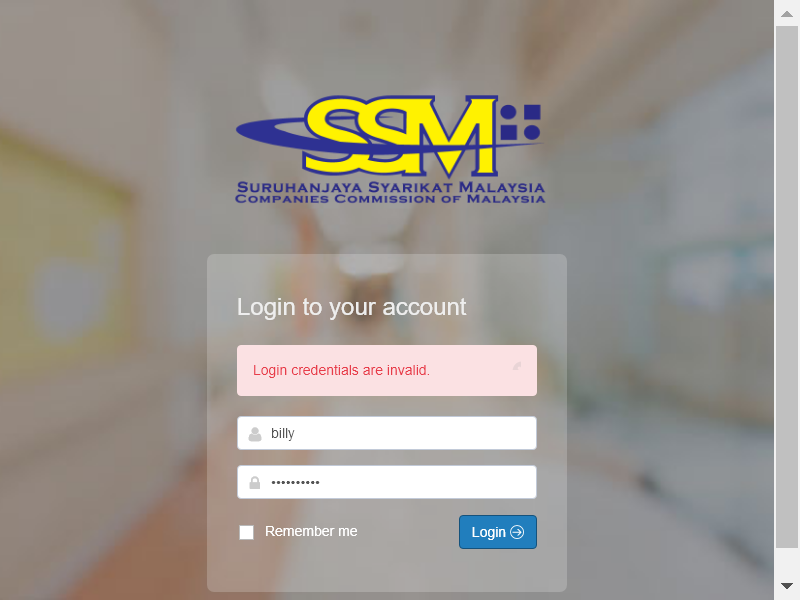 SSM
SURUHANJAYA SYARIKAT MALAYSIA
COMPANIES COMMISSION OF MALAYSIA
Login to your account
Login credentials are invalid.
billy
••••••••••
Remember me
Login